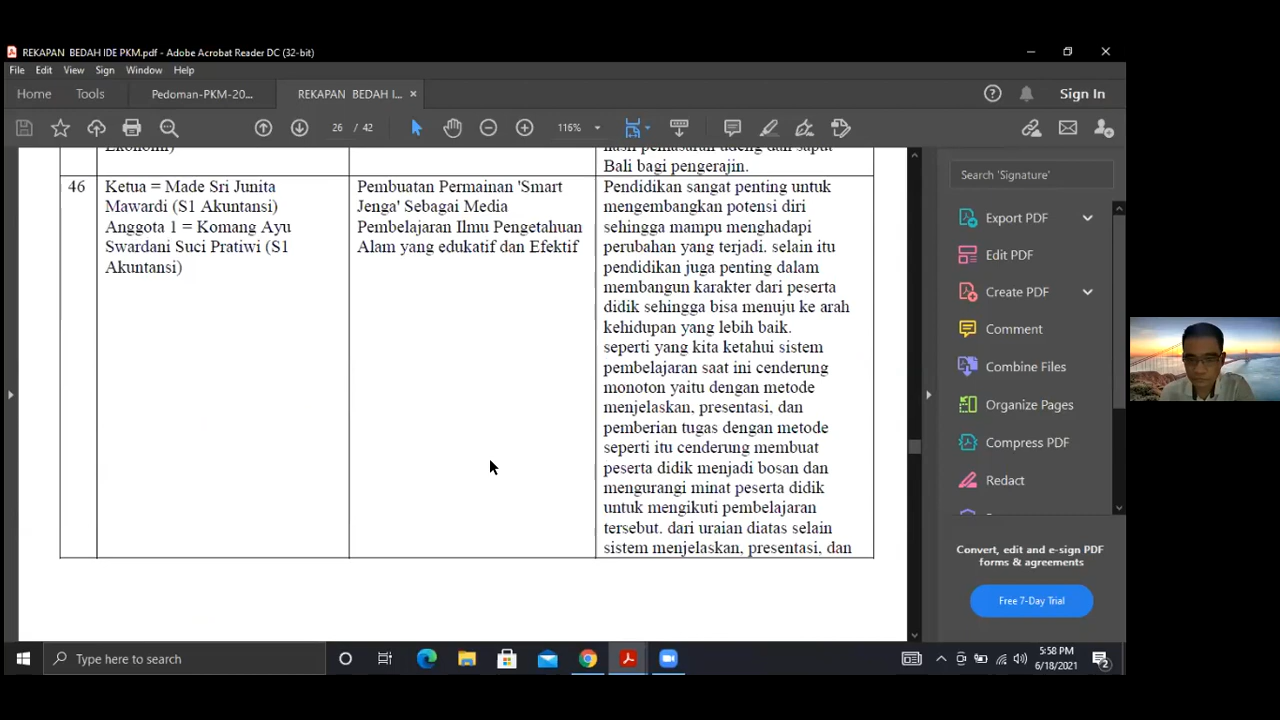 REKAPAN BEDAH IDE PKM.pdf - Adobe Acrobat Reader DC (32-bit)
File Edit View Sign Window Help
Home Tools Pedoman-PKM-20... REKAPAN BEDAH I... × Sign In
26 / 42 116%
Bali bagi pengerajin.
46
Ketua = Made Sri Junita
Mawardi (S1 Akuntansi)
Anggota 1 = Komang Ayu
Swardani Suci Pratiwi (S1
Akuntansi)
Pembuatan Permainan 'Smart
Jenga' Sebagai Media
Pembelajaran Ilmu Pengetahuan
Alam yang edukatif dan Efektif
Pendidikan sangat penting untuk
mengembangkan potensi diri
sehingga mampu menghadapi
perubahan yang terjadi. selain itu
pendidikan juga penting dalam
membangun karakter dari peserta
didik sehingga bisa menuju ke arah
kehidupan yang lebih baik.
seperti yang kita ketahui sistem
pembelajaran saat ini cenderung
monoton yaitu dengan metode
menjelaskan, presentasi, dan
pemberian tugas dengan metode
seperti itu cenderung membuat
peserta didik menjadi bosan dan
mengurangi minat peserta didik
untuk mengikuti pembelajaran
tersebut. dari uraian diatas selain
sistem menjelaskan, presentasi, dan
Search 'Signature'
Export PDF
Edit PDF
Create PDF
Comment
Combine Files
Organize Pages
Compress PDF
Redact
Convert, edit and e-sign PDF
forms & agreements
Free 7-Day Trial
Type here to search
5:58 PM
6/18/2021
2